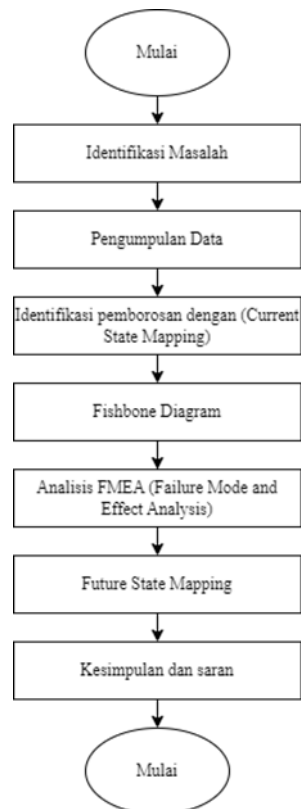 Mulai
Identifikasi Masalah
Pengumpulan Data
Identifikasi pemborosan dengan (Current
State Mapping)
Fishbone Diagram
Analisis FMEA (Failure Mode and
Effect Analysis)
Future State Mapping
Kesimpulan dan saran
Mulai